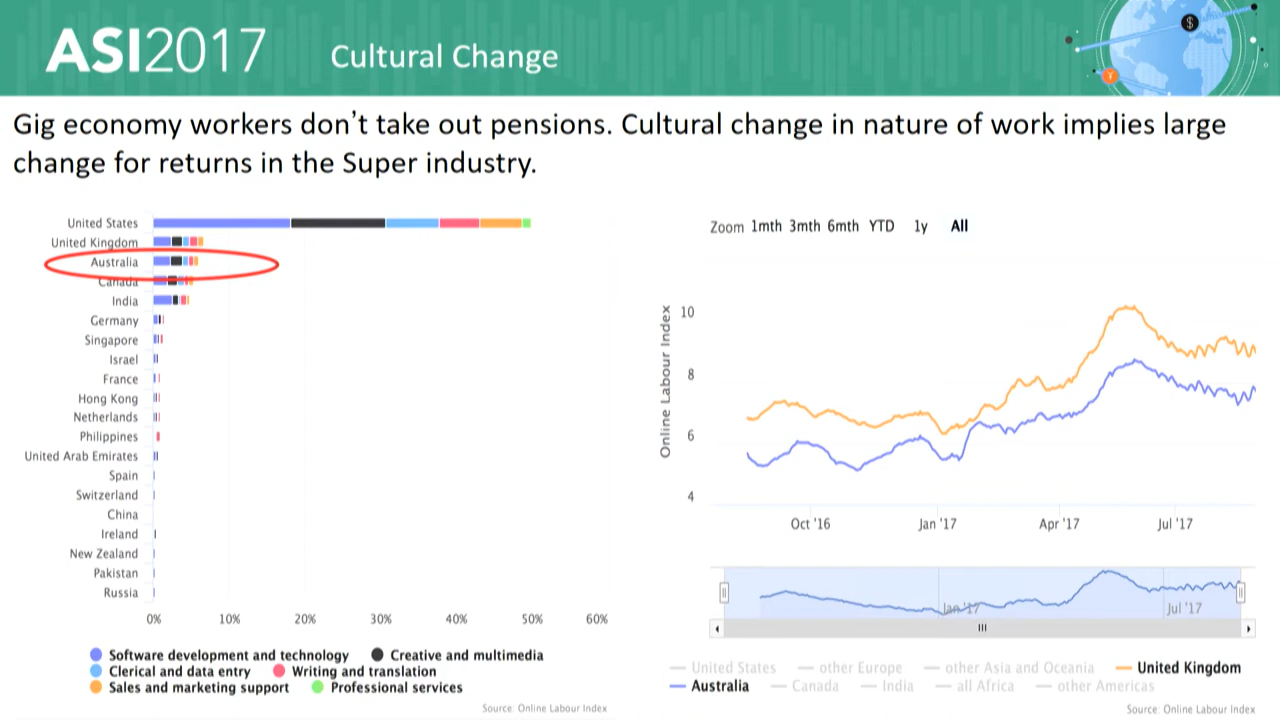 ASI2017 Cultural Change
$
¥
Gig economy workers don't take out pensions. Cultural change in nature of work implies large
change for returns in the Super industry.
United States
United Kingdom
Australia
Canada
India
Germany
Singapore
Israel
France
Hong Kong
Netherlands
Philippines
United Arab Emirates
Spain
Switzerland
China
Ireland
New Zealand
Pakistan
Russia
0% 10% 20% 30% 40% 50% 60%
Software development and technology Creative and multimedia
Clerical and data entry Writing and translation
Sales and marketing support Professional services
Source: Online Labour Index
Zoom 1mth 3mth 6mth YTD 1y All
Online Labour Index
10
8
6
4
Oct '16 Jan '17 Apr '17 Jul '17
Jan '17 Jul '17
United States other Europe other Asia and Oceania United Kingdom
Australia Canada India all Africa other Americas
Source: Online Labour Index